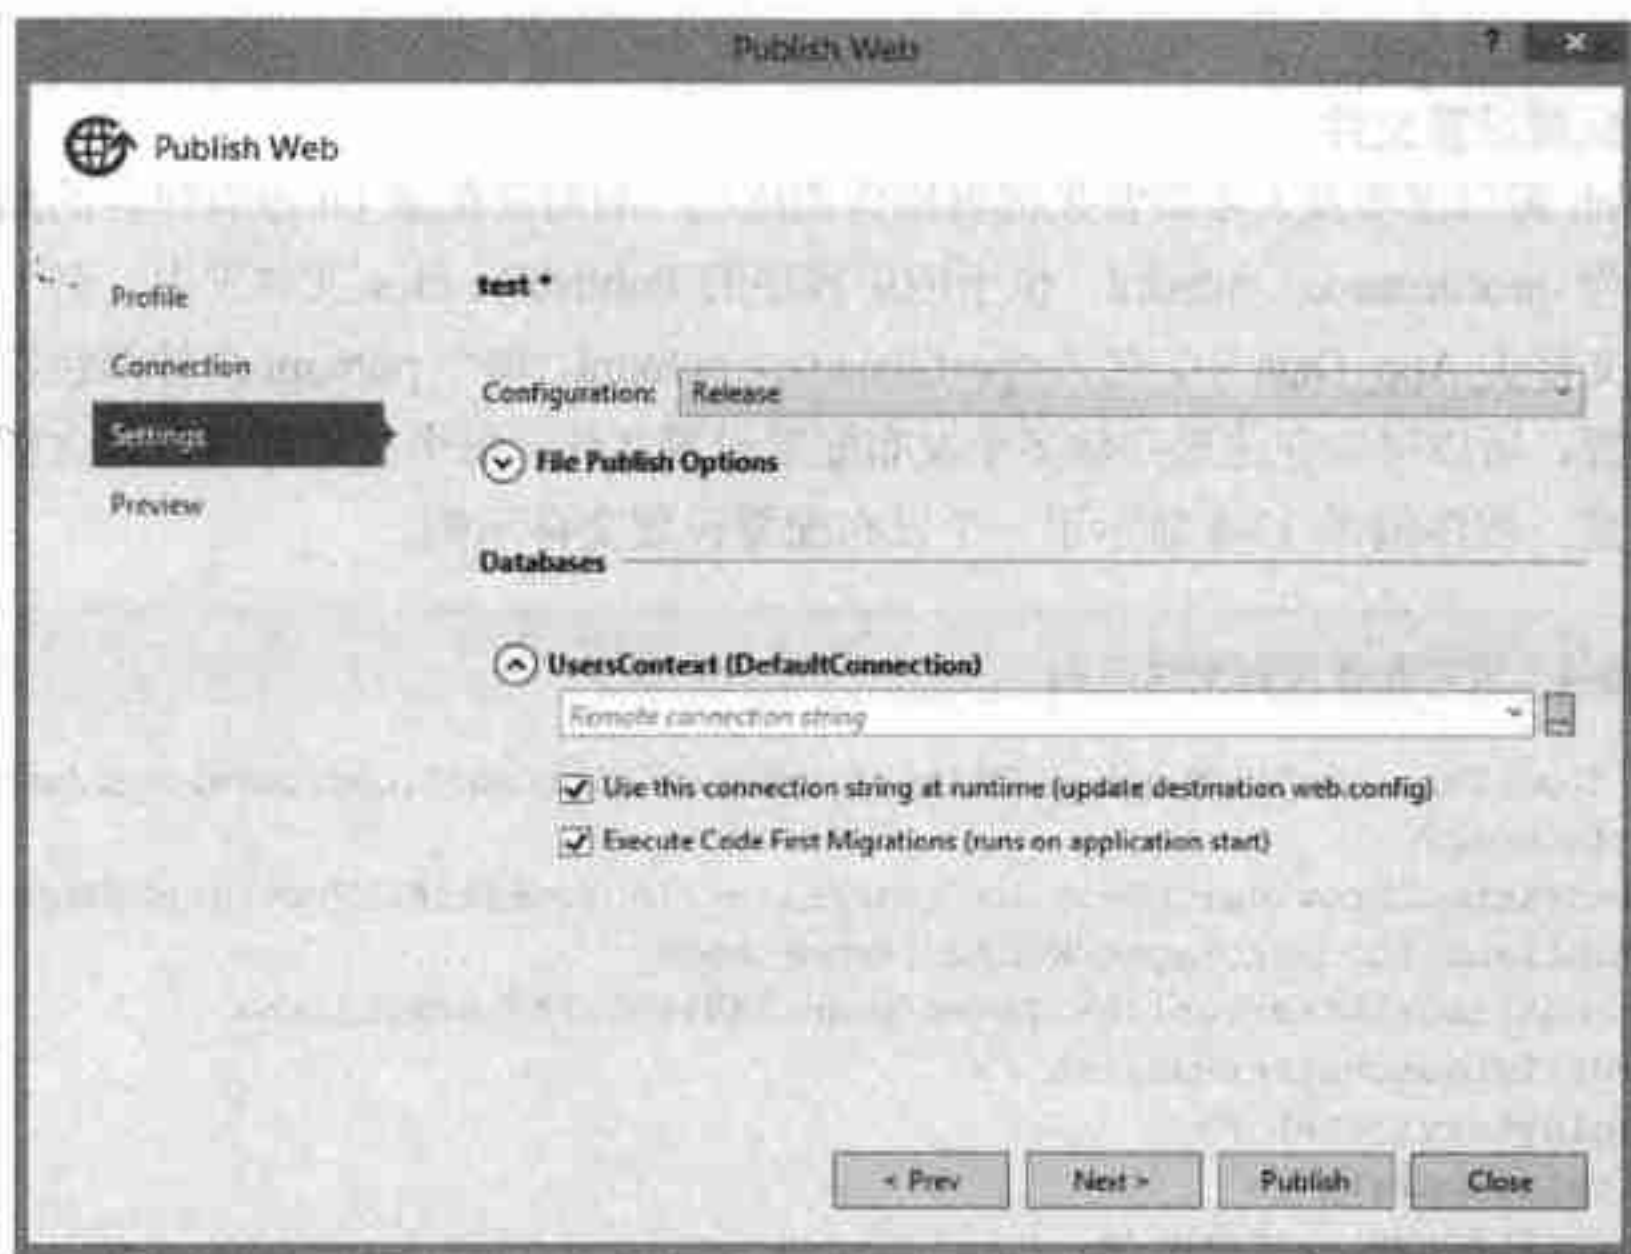 Publish Web
?
Publish Web
Profile
Connection
Settings
Preview
test *
Configuration: Release
File Publish Options
Databases
UsersContext (DefaultConnection)
Remote connection string
...
Use this connection string at runtime (update destination web.config)
Execute Code First Migrations (runs on application start)
< Prev
Next >
Publish
Close